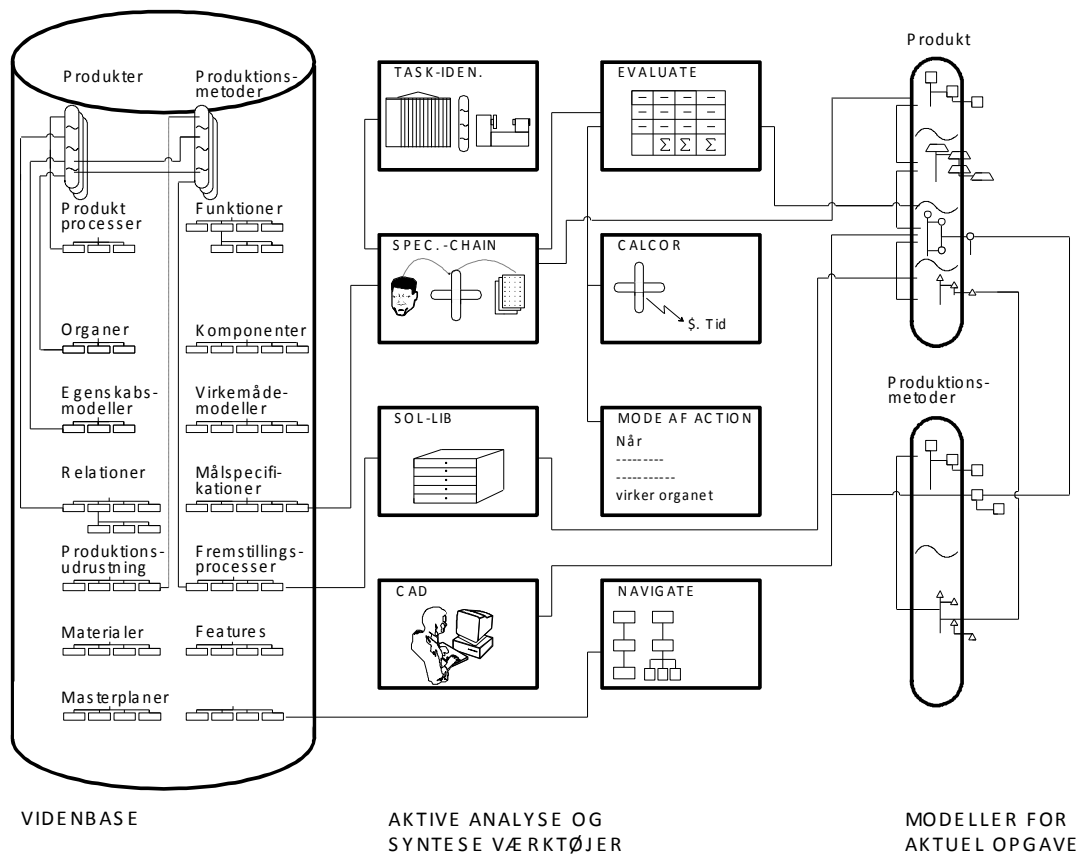 Produkter
Produktions-
metoder
Produkt
processer
Funktioner
Organer
Komponenter
Egenskabs-
modeller
Virkemåde-
modeller
Relationer
Målspecifi-
kationer
Produktions-
udrustning
Fremstillings-
processer
Materialer
Features
Masterplaner
VIDENBASE
TASK-IDEN.
EVALUATE
Σ Σ Σ
SPEC.-CHAIN
CALCOR
$. Tid
SOL-LIB
MODE AF ACTION
Når
---------
-----------
virker organet
CAD
NAVIGATE
AKTIVE ANALYSE OG
SYNTESE VÆRKTØJER
Produkt
Produktions-
metoder
MODELLER FOR
AKTUEL OPGAVE